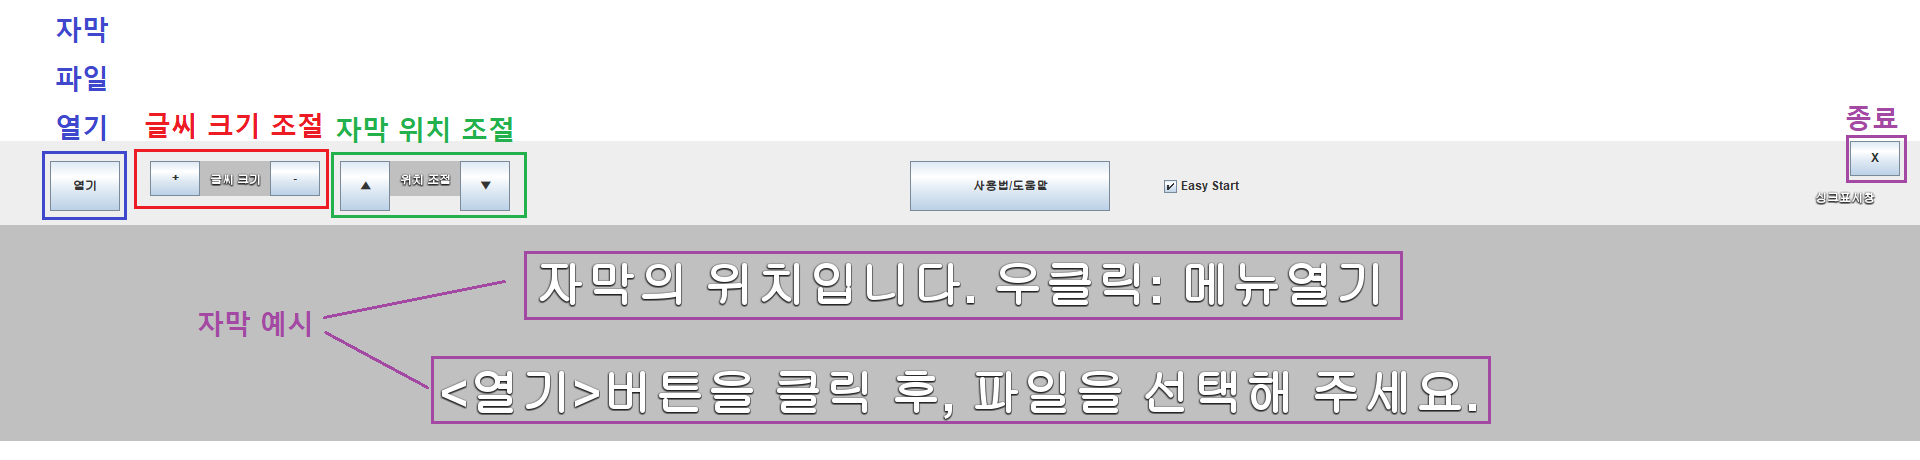 자막
파일
열기
글씨 크기 조절
자막 위치 조절
종료
열기
+
글씨 크기
-
▲
위치 조절
▼
사용법/도움말
Easy Start
X
싱크표시창
자막의 위치입니다. 우클릭: 메뉴열기
자막 예시
<열기>버튼을 클릭 후, 파일을 선택해 주세요.